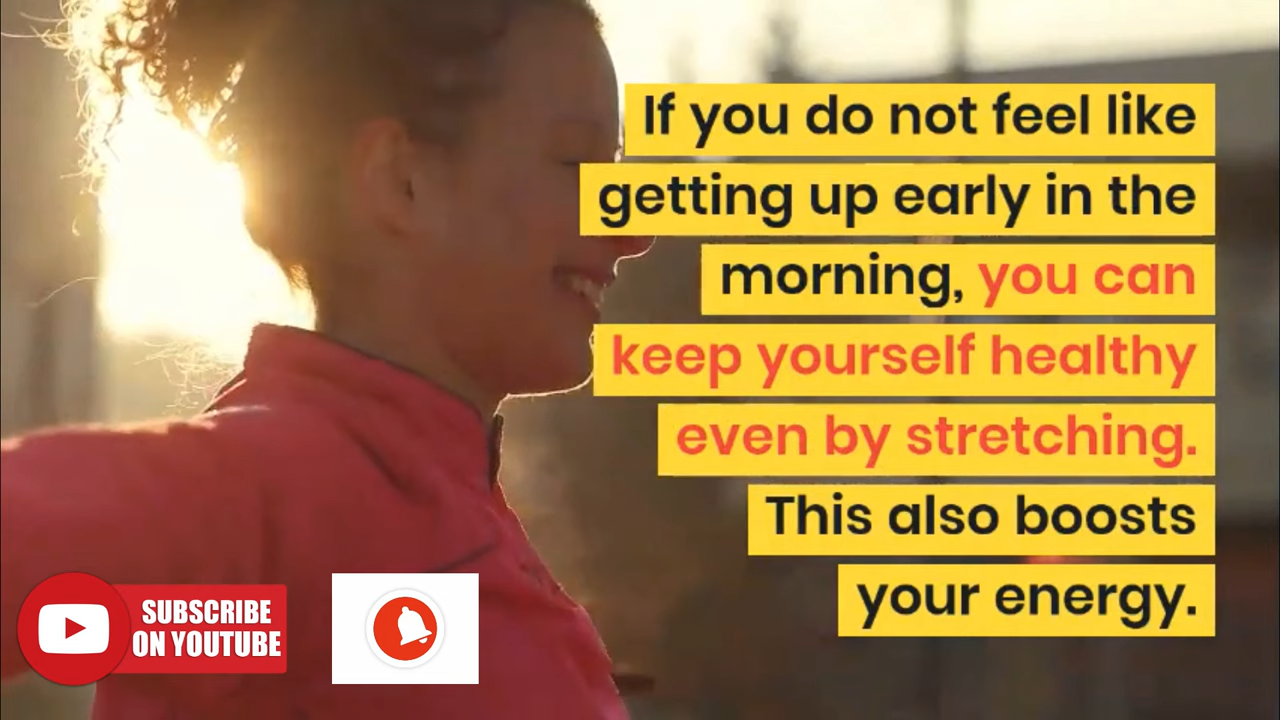 If you do not feel like
getting up early in the
morning, you can
keep yourself healthy
even by stretching.
This also boosts
your energy.
SUBSCRIBE
ON YOUTUBE